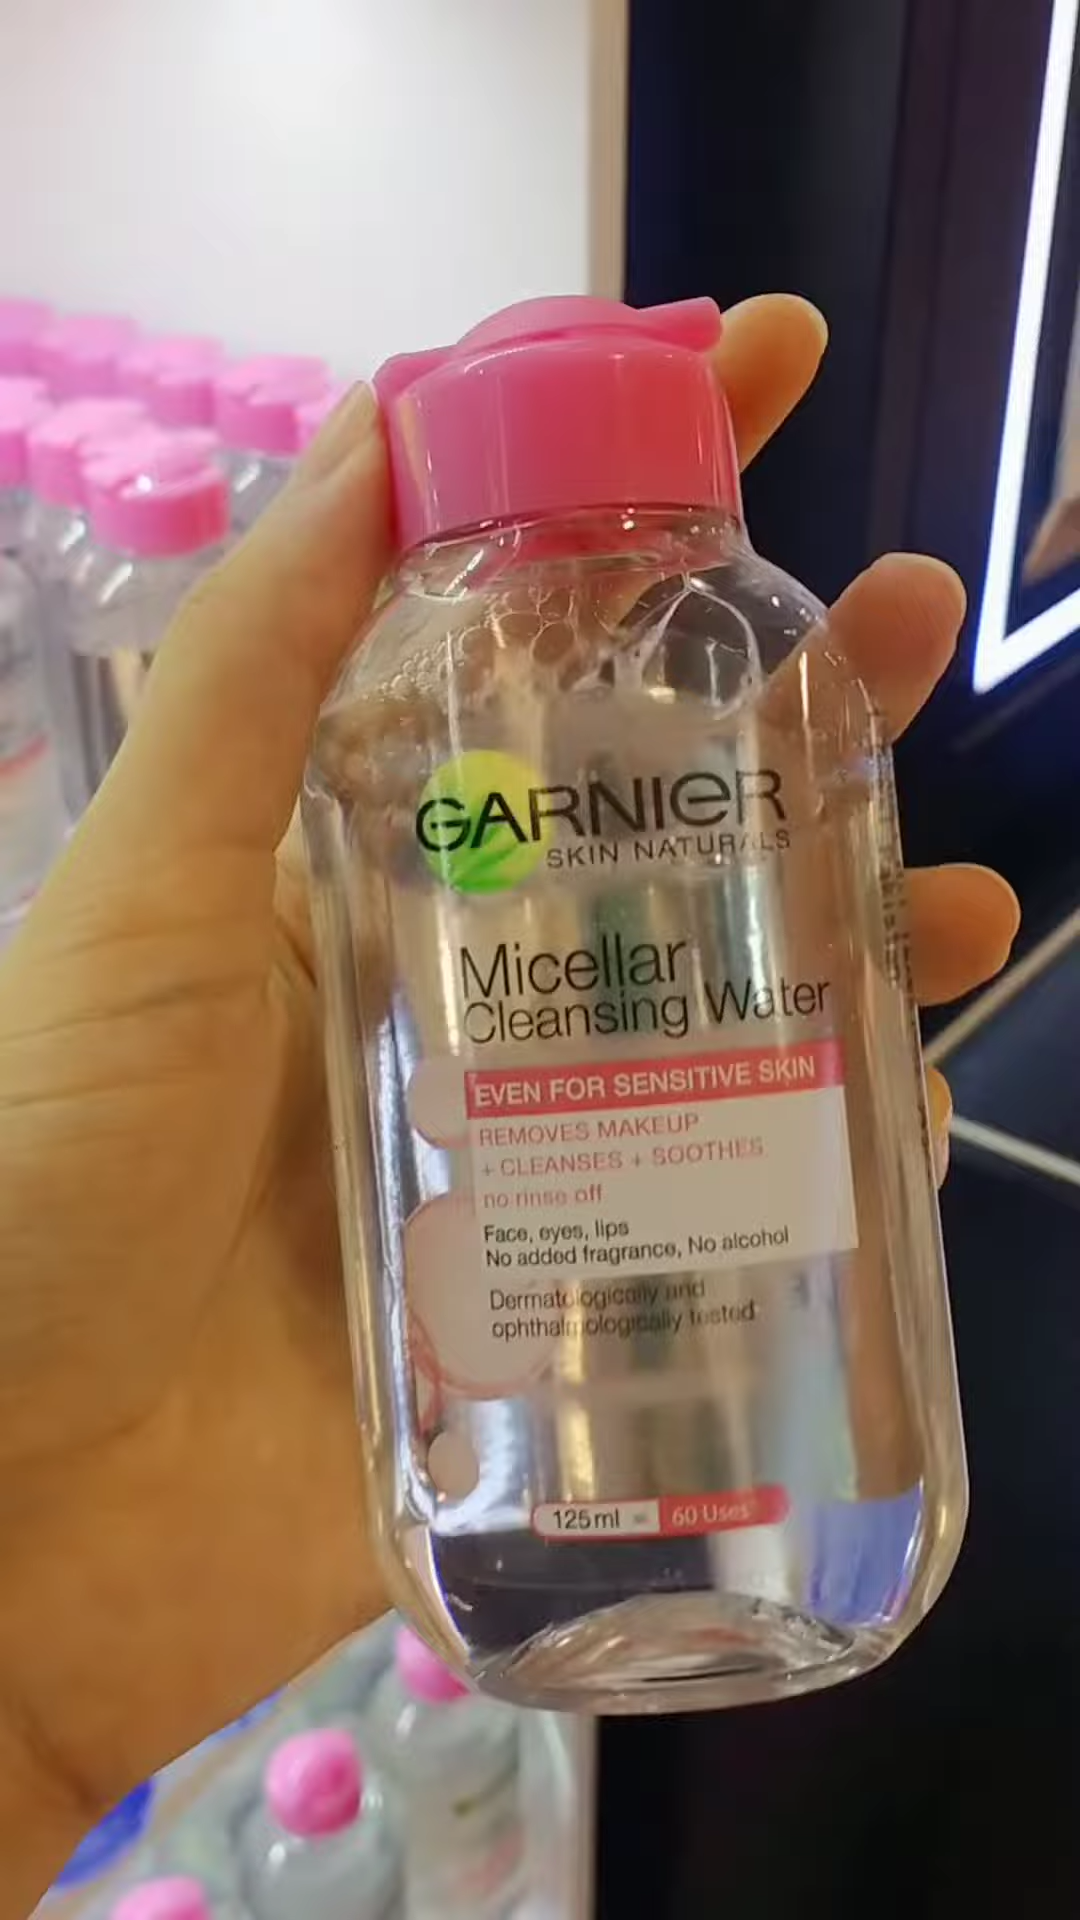 GARNIER
SKIN NATURALS
Micellar
Cleansing Water
EVEN FOR SENSITIVE SKIN
REMOVES MAKEUP
+ CLEANSES + SOOTHES
no rinse off
Face, eyes, lips
No added fragrance, No alcohol
Dermatologically and
ophthalmologically tested
125ml = 60 Uses